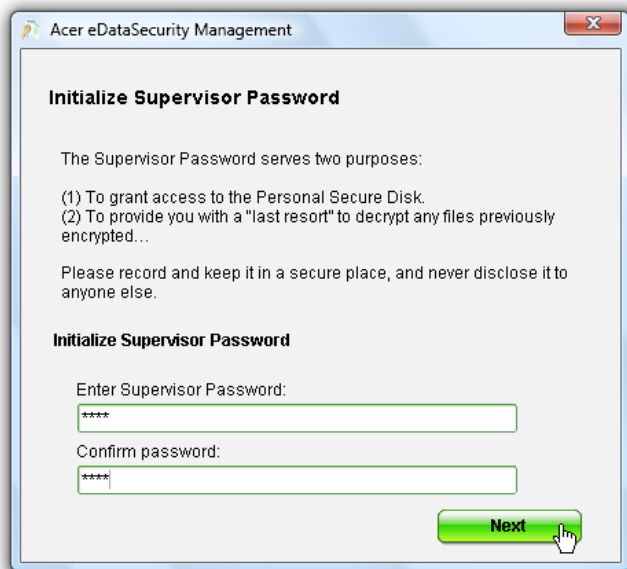 Acer eDataSecurity Management
Initialize Supervisor Password
The Supervisor Password serves two purposes:
(1) To grant access to the Personal Secure Disk.
(2) To provide you with a "last resort" to decrypt any files previously
encrypted...
Please record and keep it in a secure place, and never disclose it to
anyone else.
Initialize Supervisor Password
Enter Supervisor Password:
****
Confirm password:
****
Next